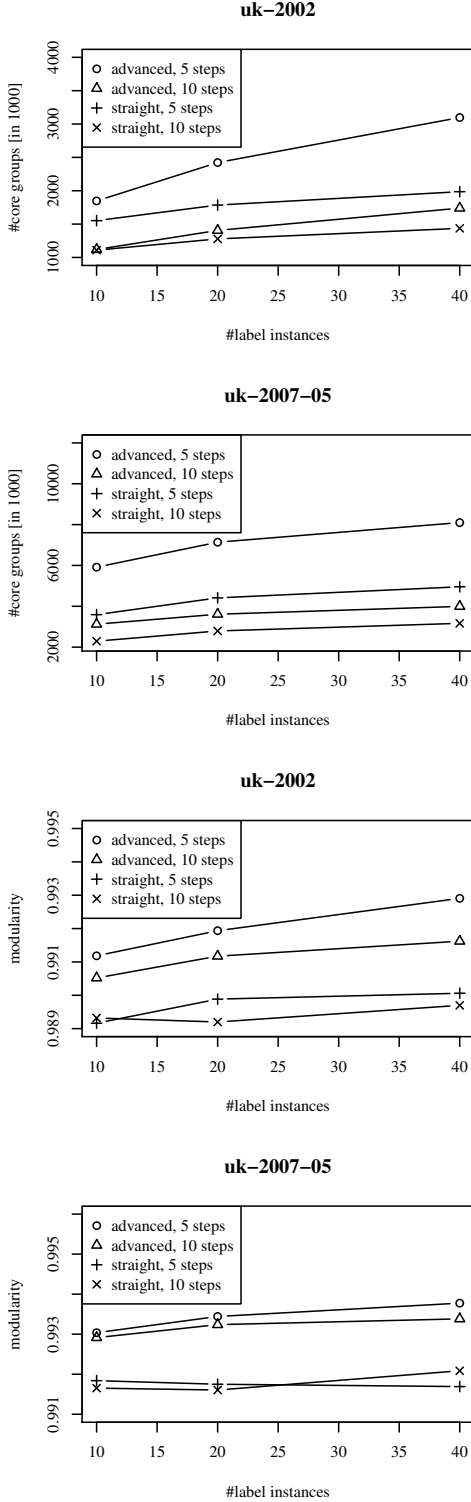 uk−2002
#core groups [in 1000]
4000
3000
2000
1000
advanced, 5 steps
advanced, 10 steps
straight, 5 steps
straight, 10 steps
10 15 20 25 30 35 40
#label instances
uk−2007−05
#core groups [in 1000]
10000
6000
2000
advanced, 5 steps
advanced, 10 steps
straight, 5 steps
straight, 10 steps
10 15 20 25 30 35 40
#label instances
uk−2002
modularity
0.995
0.993
0.991
0.989
advanced, 5 steps
advanced, 10 steps
straight, 5 steps
straight, 10 steps
10 15 20 25 30 35 40
#label instances
uk−2007−05
modularity
0.995
0.993
0.991
advanced, 5 steps
advanced, 10 steps
straight, 5 steps
straight, 10 steps
10 15 20 25 30 35 40
#label instances